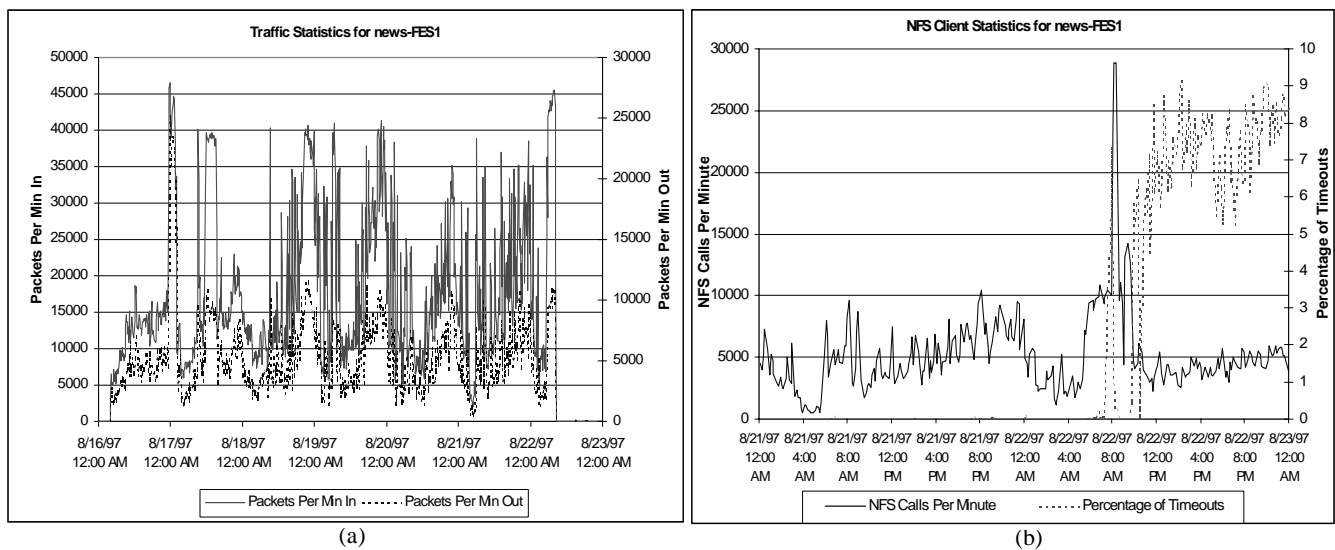 Traffic Statistics for news-FES1
50000
45000
40000
35000
30000
25000
20000
15000
10000
5000
0
Packets Per Min In
30000
25000
20000
15000
10000
5000
0
Packets Per Min Out
8/16/97 12:00 AM
8/17/97 12:00 AM
8/18/97 12:00 AM
8/19/97 12:00 AM
8/20/97 12:00 AM
8/21/97 12:00 AM
8/22/97 12:00 AM
8/23/97 12:00 AM
Packets Per Min In
Packets Per Min Out
(a)
NFS Client Statistics for news-FES1
30000
25000
20000
15000
10000
5000
0
NFS Calls Per Minute
10
9
8
7
6
5
4
3
2
1
0
Percentage of Timeouts
8/21/97 12:00 AM
8/21/97 4:00 AM
8/21/97 8:00 AM
8/21/97 12:00 PM
8/21/97 4:00 PM
8/21/97 8:00 PM
8/22/97 12:00 AM
8/22/97 4:00 AM
8/22/97 8:00 AM
8/22/97 12:00 PM
8/22/97 4:00 PM
8/22/97 8:00 PM
8/23/97 12:00 AM
NFS Calls Per Minute
Percentage of Timeouts
(b)